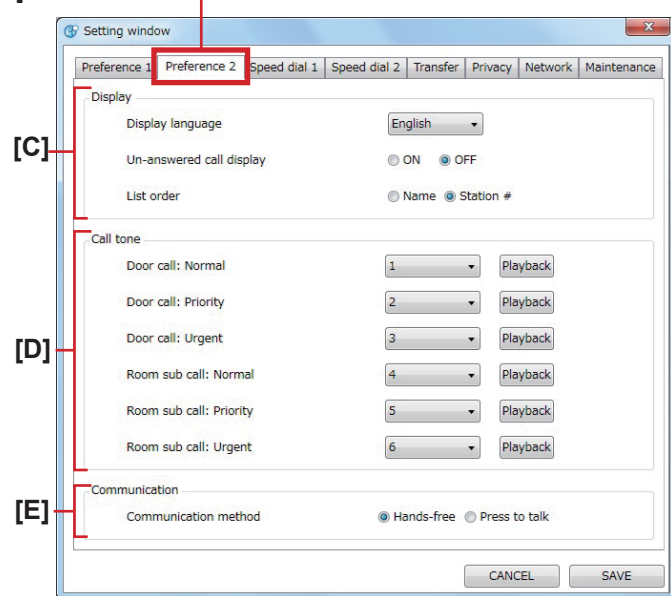 Setting window
Preference 1 Preference 2 Speed dial 1 Speed dial 2 Transfer Privacy Network Maintenance
[C]
Display
Display language English
Un-answered call display ON OFF
List order Name Station #
[D]
Call tone
Door call: Normal 1 Playback
Door call: Priority 2 Playback
Door call: Urgent 3 Playback
Room sub call: Normal 4 Playback
Room sub call: Priority 5 Playback
Room sub call: Urgent 6 Playback
[E]
Communication
Communication method Hands-free Press to talk
CANCEL SAVE